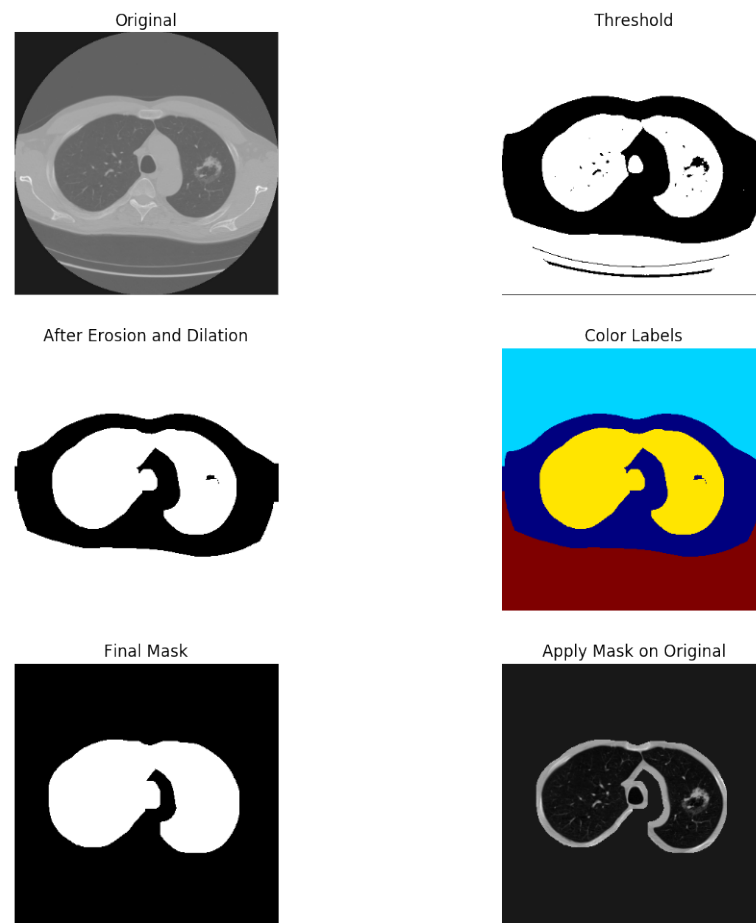 Original
Threshold
After Erosion and Dilation
Color Labels
Final Mask
Apply Mask on Original